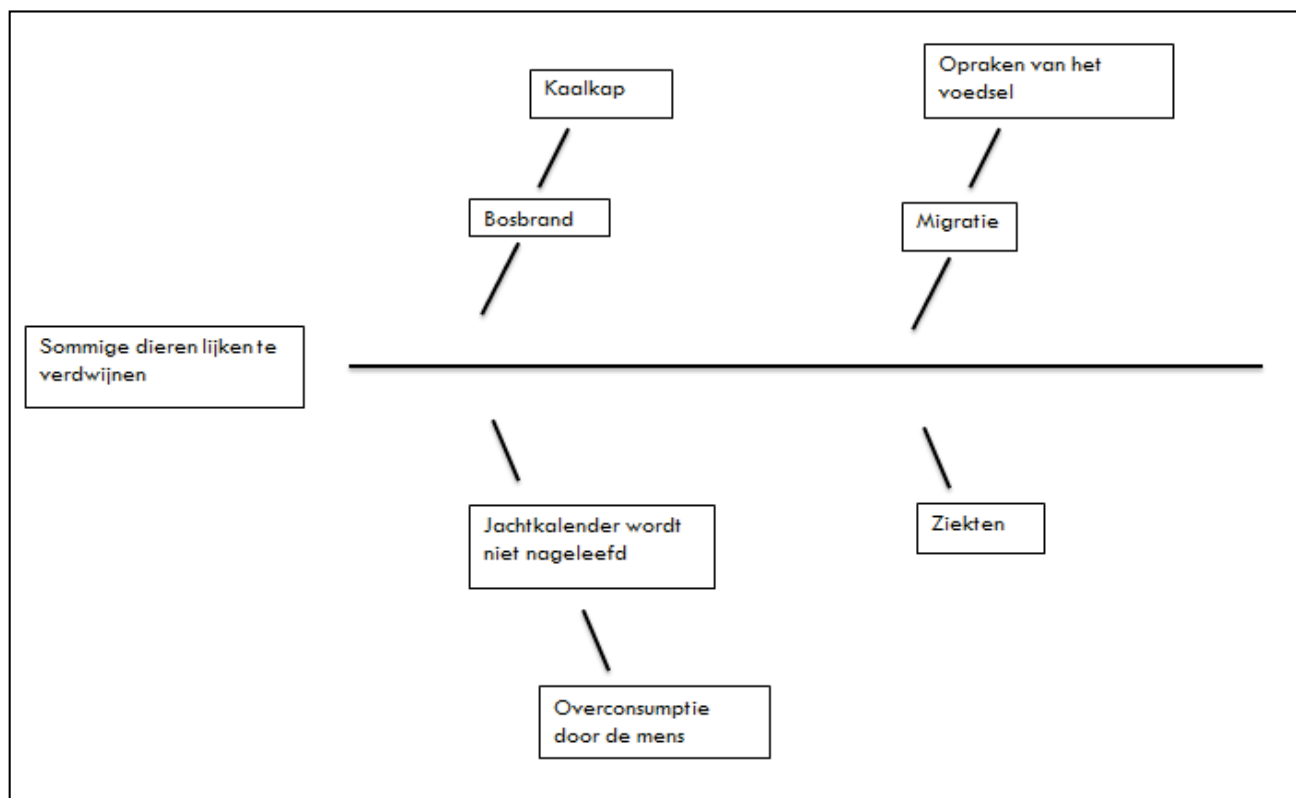 Kaalkap
Opraken van het
voedsel
Bosbrand
Migratie
Sommige dieren lijken te
verdwijnen
Jachtkalender wordt
niet nageleefd
Ziekten
Overconsumptie
door de mens